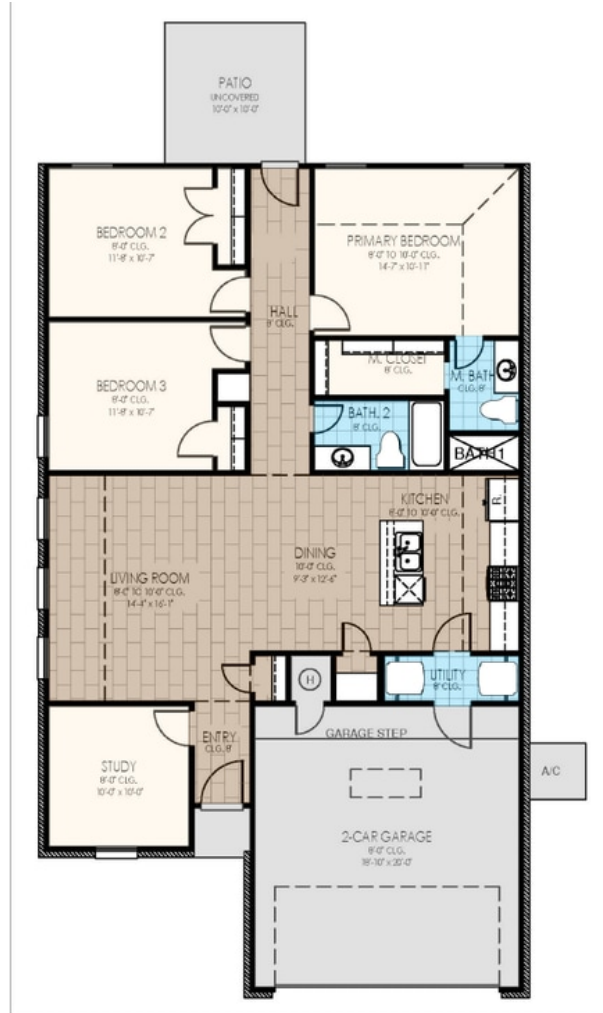 PATIO
UNCOVERED
10'-0" x 10'-0"
BEDROOM 2
8'-0" CLG.
11'-8" x 10'-7"
PRIMARY BEDROOM
8'-0" TO 10'-0" CLG.
14'-7" x 10'-11"
HALL
8' CLG.
M. CLOSET
8' CLG.
M. BATH
CLG. 8'
BEDROOM 3
8'-0" CLG.
11'-8" x 10'-7"
BATH. 2
8' CLG.
BATH 1
KITCHEN
8'-0" TO 10'-0" CLG.
R.
DINING
10'-0" CLG.
9'-3" x 12'-6"
LIVING ROOM
8'-0" TO 10'-0" CLG.
14'-4" x 16'-1"
H
UTILITY
8' CLG.
ENTRY
CLG. 8'
GARAGE STEP
STUDY
8'-0" CLG.
10'-0" x 10'-0"
A/C
2-CAR GARAGE
8'-0" CLG.
18'-10" x 20'-0"